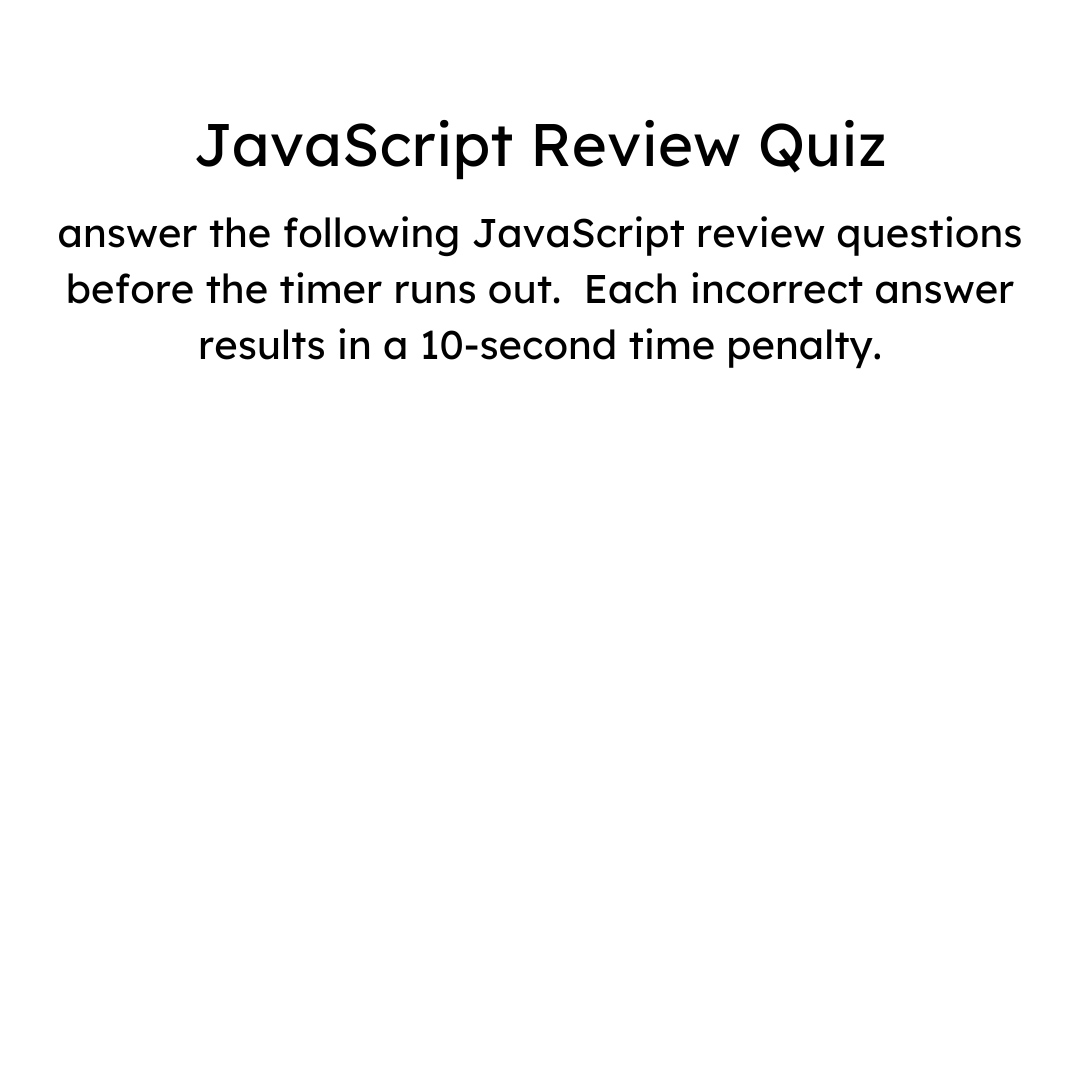 JavaScript Review Quiz
answer the following JavaScript review questions
before the timer runs out.  Each incorrect answer
results in a 10-second time penalty.